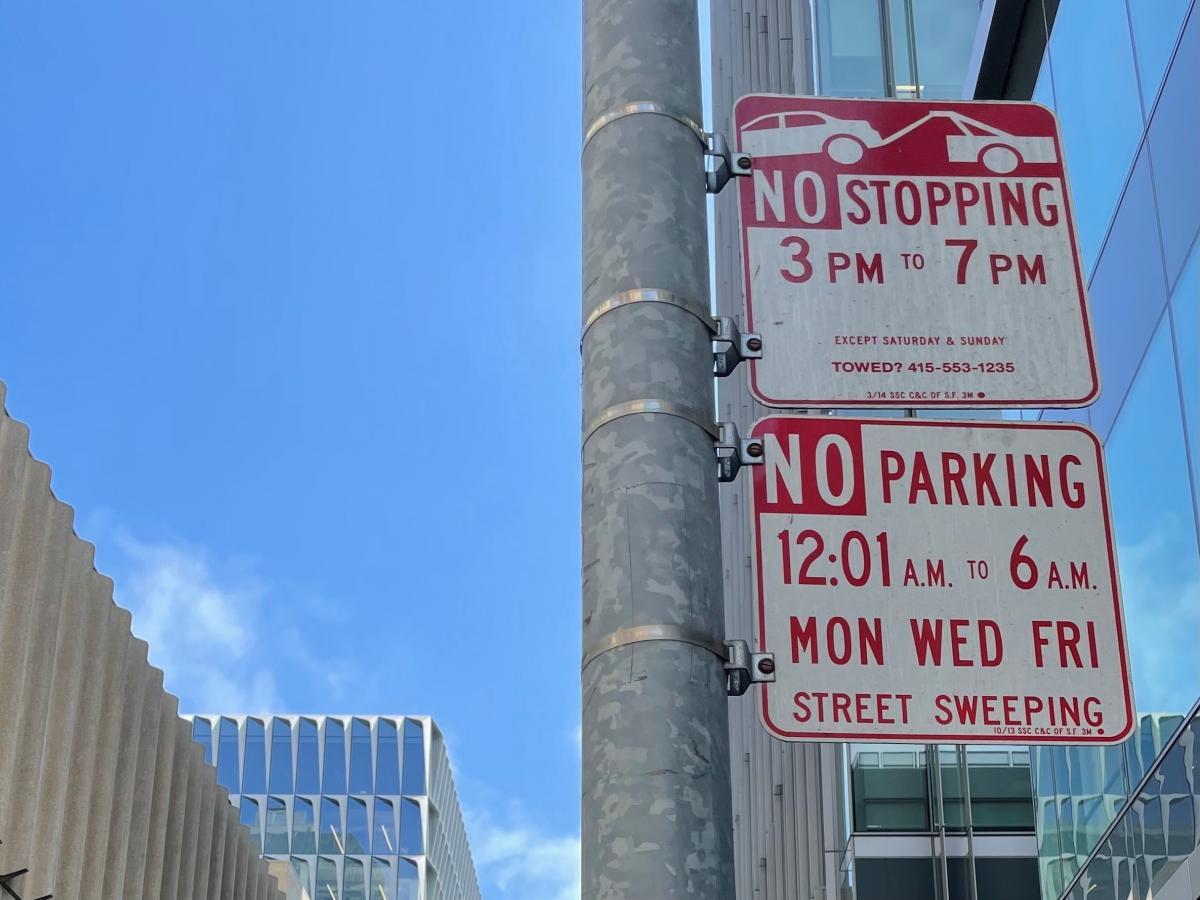 NO STOPPING
3 PM TO 7 PM
EXCEPT SATURDAY & SUNDAY
TOWED? 415-553-1235
3/14 SSC C&C OF S.F. 3M
NO PARKING
12:01 A.M. TO 6 A.M.
MON WED FRI
STREET SWEEPING
10/13 SSC C&C OF S.F. 3M